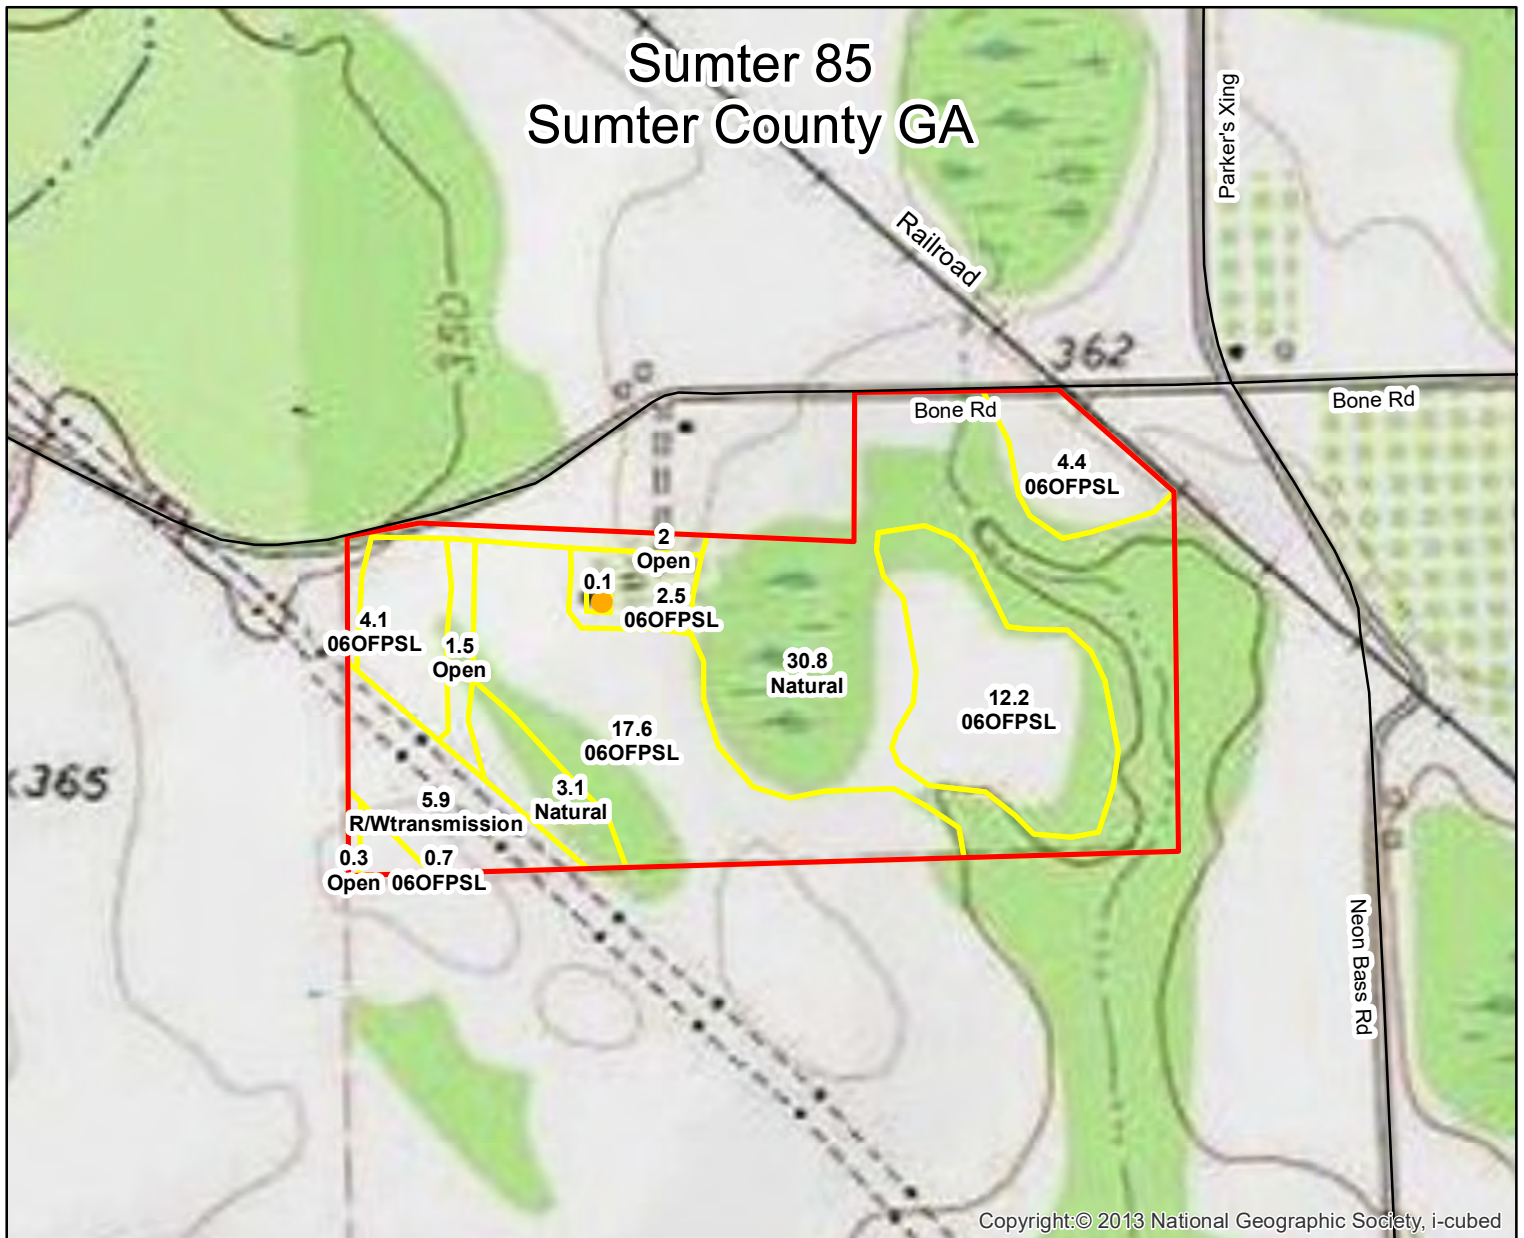 Sumter 85
Sumter County GA
Parker's Xing
Railroad
350
362
Bone Rd
Bone Rd
4.4
06OFPSL
2
Open
0.1
2.5
06OFPSL
4.1
06OFPSL
1.5
Open
30.8
Natural
12.2
06OFPSL
17.6
06OFPSL
365
3.1
Natural
5.9
R/Wtransmission
0.3
Open
0.7
06OFPSL
Neon Bass Rd
Copyright:© 2013 National Geographic Society, i-cubed